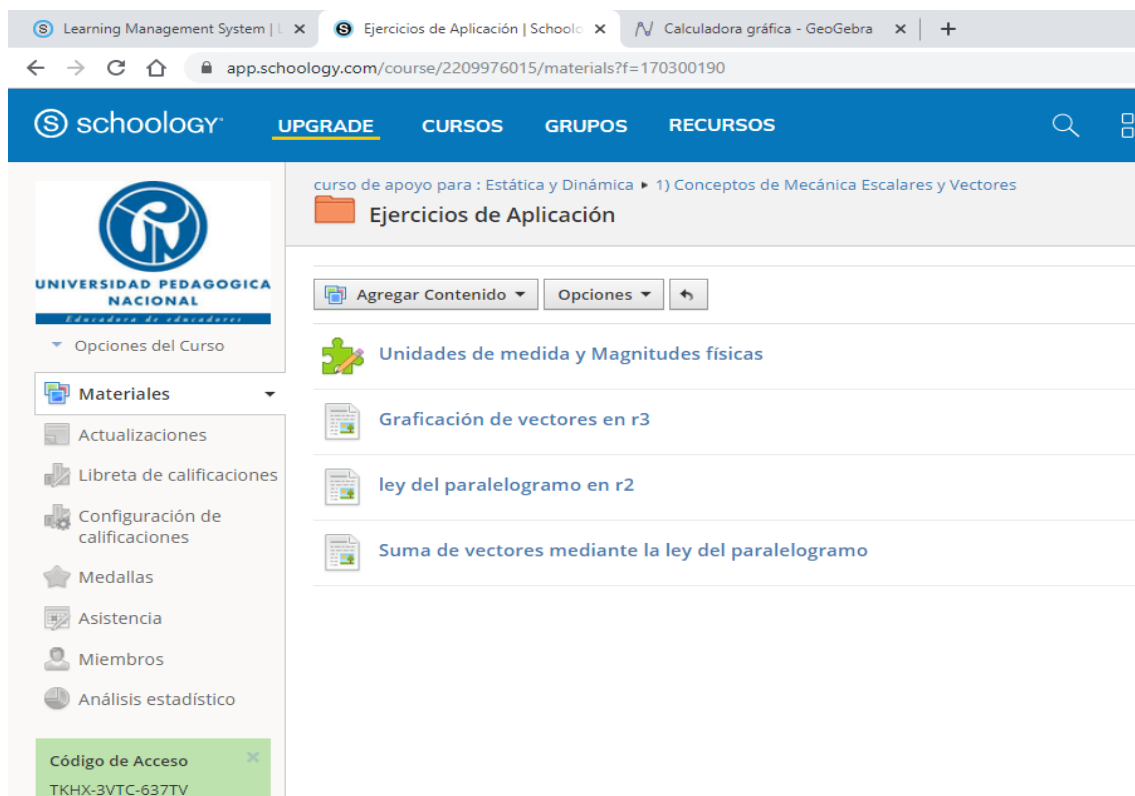 Learning Management System | L
Ejercicios de Aplicación | Schoolo
Calculadora gráfica - GeoGebra
app.schoology.com/course/2209976015/materials?f=170300190
S schoology
UPGRADE
CURSOS
GRUPOS
RECURSOS
curso de apoyo para : Estática y Dinámica ▸ 1) Conceptos de Mecánica Escalares y Vectores
Ejercicios de Aplicación
UNIVERSIDAD PEDAGOGICA
NACIONAL
Educadora de educadores
Opciones del Curso
Materiales
Actualizaciones
Libreta de calificaciones
Configuración de
calificaciones
Medallas
Asistencia
Miembros
Análisis estadístico
Código de Acceso
TKHX-3VTC-637TV
Agregar Contenido
Opciones
Unidades de medida y Magnitudes físicas
Graficación de vectores en r3
ley del paralelogramo en r2
Suma de vectores mediante la ley del paralelogramo